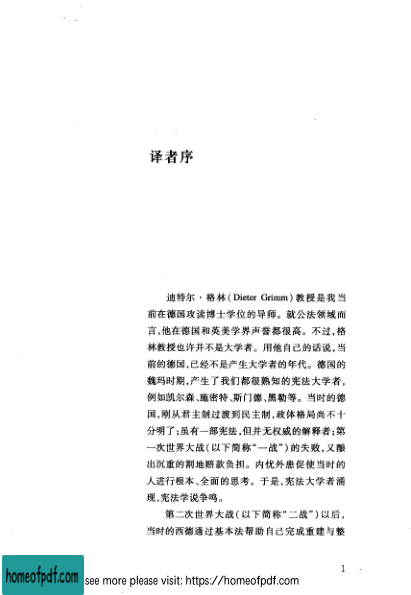 译者序
迪特尔·格林(Dieter Grimm)教授是我当
前在德国攻读博士学位的导师。就公法领域而
言,他在德国和英美学界声誉都很高。不过,格
林教授也许并不是大学者。用他自己的话说,当
前的德国,已经不是产生大学者的年代。德国的
魏玛时期,产生了我们都很熟知的宪法大学者,
例如凯尔森、施密特、斯门德、黑勒等。当时的德
国,刚从君主制过渡到民主制,政体格局尚不十
分明了;虽有一部宪法,但并无权威的解释者;第
一次世界大战(以下简称“一战”)的失败,又酿
出沉重的割地赔款负担。内忧外患促使当时的
人进行根本、全面的思考。于是,宪法大学者涌
现,宪法学说争鸣。
第二次世界大战(以下简称“二战”)以后,
当时的西德通过基本法帮助自己完成重建与整
1
homeofpdf.com
see more please visit: https://homeofpdf.com